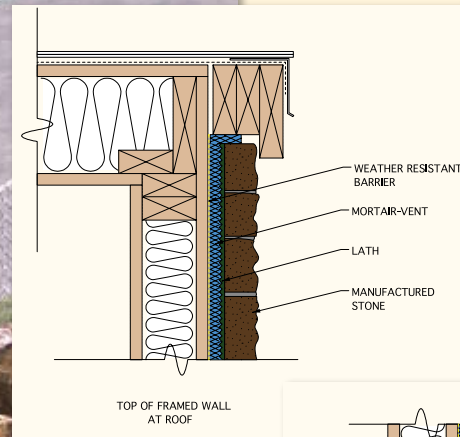 WEATHER RESISTANT
BARRIER
MORTAIR-VENT
LATH
MANUFACTURED
STONE
TOP OF FRAMED WALL
AT ROOF